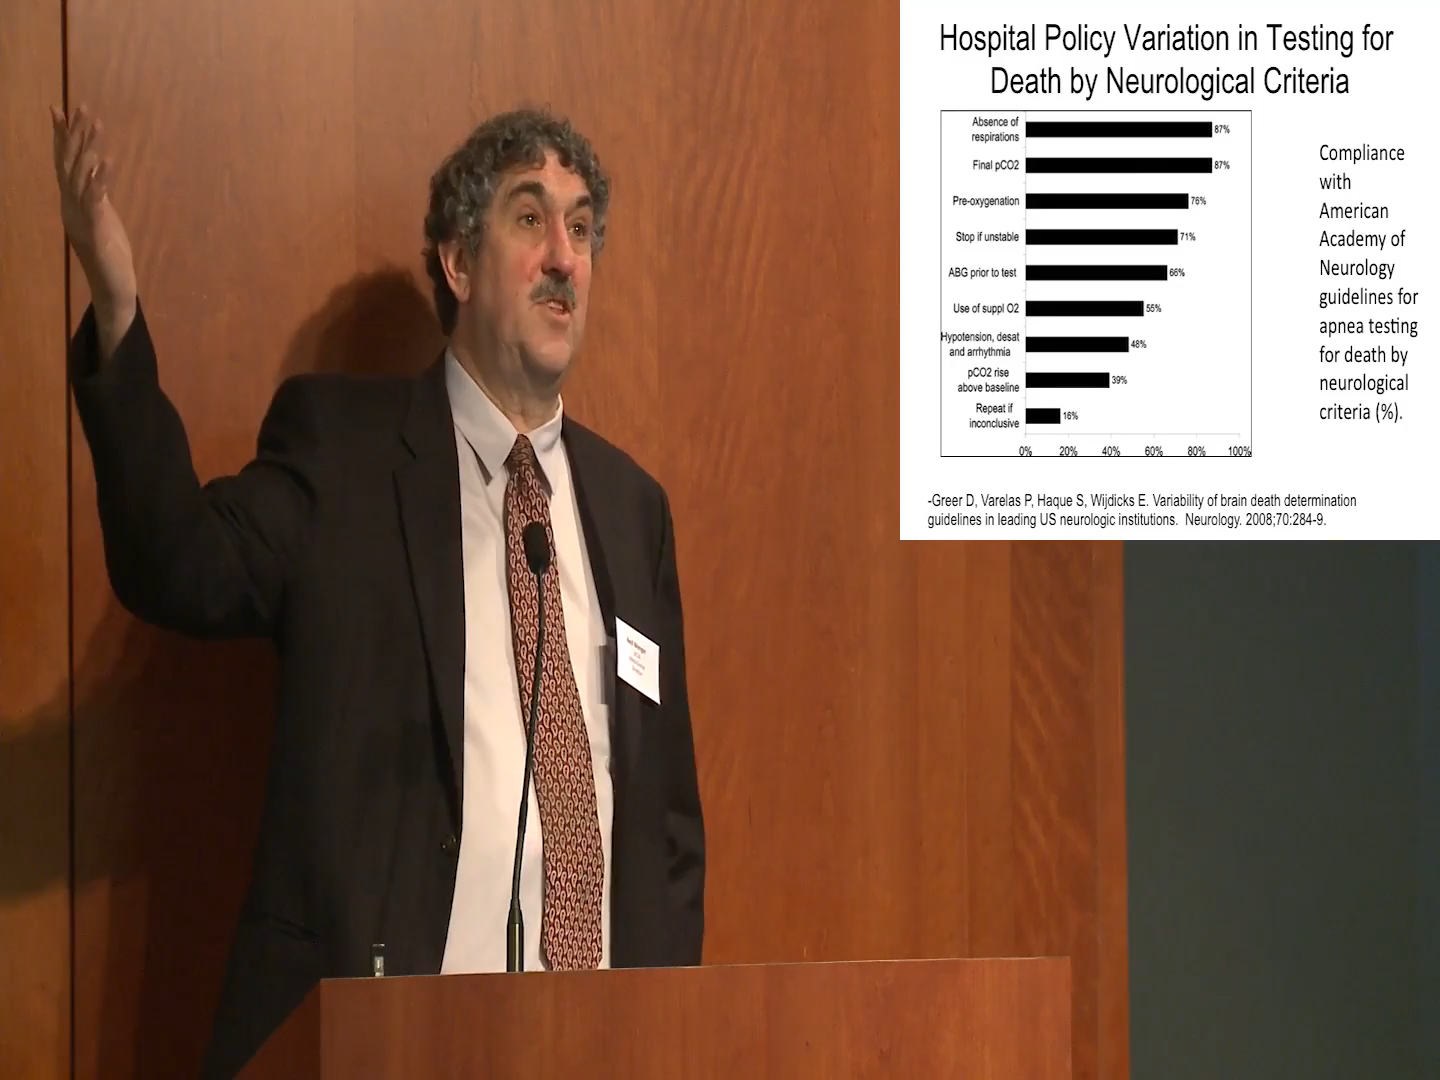 Hospital Policy Variation in Testing for
Death by Neurological Criteria
Absence of
respirations
87%
Final pCO2
87%
Pre-oxygenation
76%
Stop if unstable
71%
ABG prior to test
66%
Use of suppl O2
55%
Hypotension, desat
and arrhythmia
48%
pCO2 rise
above baseline
39%
Repeat if
inconclusive
16%
0% 20% 40% 60% 80% 100%
Compliance
with
American
Academy of
Neurology
guidelines for
apnea testing
for death by
neurological
criteria (%).
-Greer D, Varelas P, Haque S, Wijdicks E. Variability of brain death determination
guidelines in leading US neurologic institutions. Neurology. 2008;70:284-9.